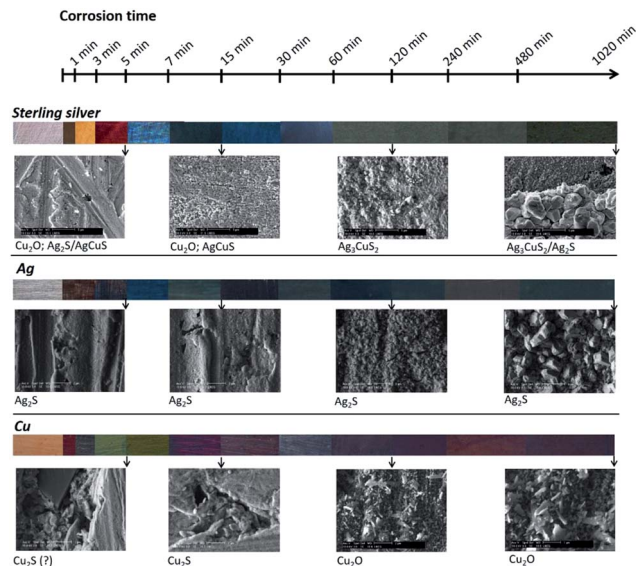 Corrosion time
1 min 3 min 5 min 7 min 15 min 30 min 60 min 120 min 240 min 480 min 1020 min
Sterling silver
Cu₂O; Ag₂S/AgCuS Cu₂O; AgCuS Ag₃CuS₂ Ag₃CuS₂/Ag₂S
Ag
Ag₂S Ag₂S Ag₂S Ag₂S
Cu
Cu₂S (?) Cu₂S Cu₂O Cu₂O